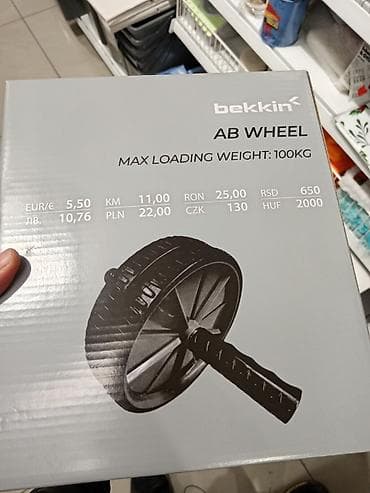 bekkin
AB WHEEL
MAX LOADING WEIGHT: 100KG
EUR/€ 5,50 KM 11,00 RON 25,00 RSD 650
лв. 10,76 PLN 22,00 CZK 130 HUF 2000